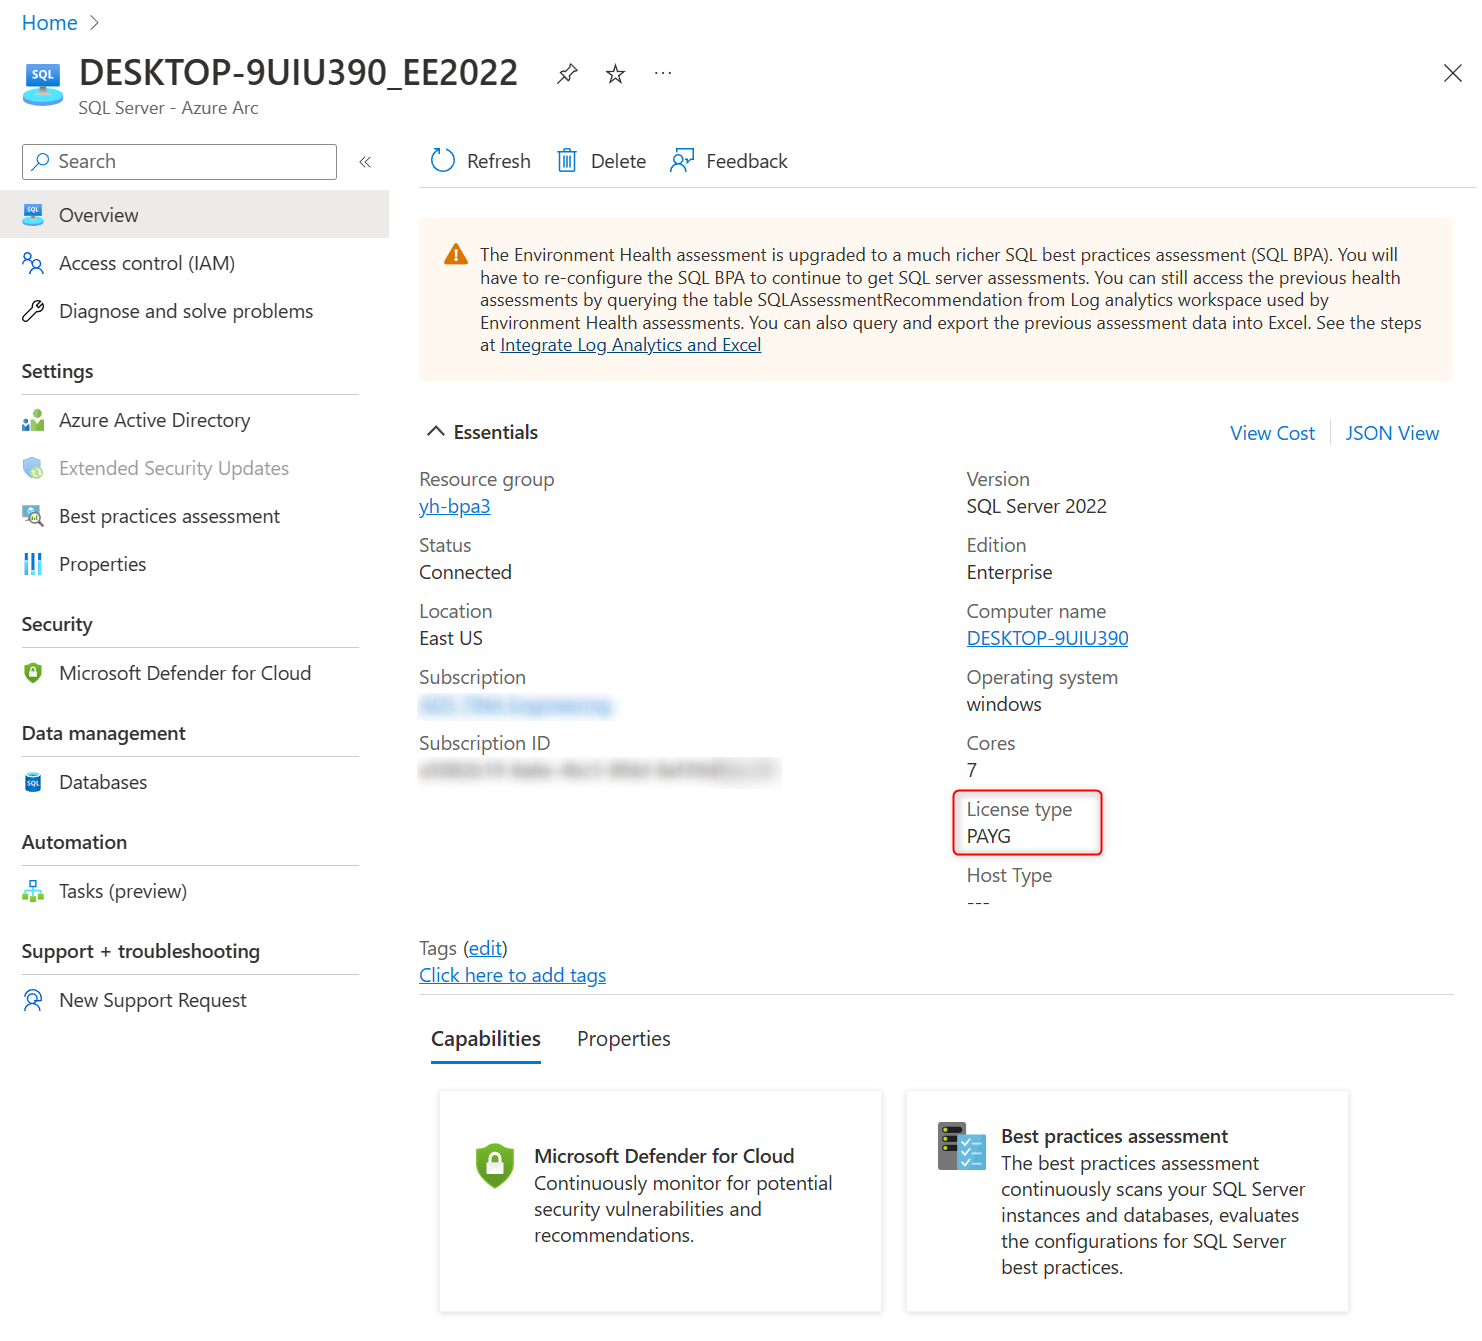 Home
SQL
DESKTOP-9UIU390_EE2022
SQL Server - Azure Arc
Search
Refresh
Delete
Feedback
Overview
Access control (IAM)
Diagnose and solve problems
Settings
Azure Active Directory
Extended Security Updates
Best practices assessment
Properties
Security
Microsoft Defender for Cloud
Data management
Databases
Automation
Tasks (preview)
Support + troubleshooting
New Support Request
The Environment Health assessment is upgraded to a much richer SQL best practices assessment (SQL BPA). You will
have to re-configure the SQL BPA to continue to get SQL server assessments. You can still access the previous health
assessments by querying the table SQLAssessmentRecommendation from Log analytics workspace used by
Environment Health assessments. You can also query and export the previous assessment data into Excel. See the steps
at Integrate Log Analytics and Excel
Essentials
View Cost
JSON View
Resource group
yh-bpa3
Status
Connected
Location
East US
Subscription
Subscription ID
Version
SQL Server 2022
Edition
Enterprise
Computer name
DESKTOP-9UIU390
Operating system
windows
Cores
7
License type
PAYG
Host Type
---
Tags (edit)
Click here to add tags
Capabilities
Properties
Microsoft Defender for Cloud
Continuously monitor for potential
security vulnerabilities and
recommendations.
Best practices assessment
The best practices assessment
continuously scans your SQL Server
instances and databases, evaluates
the configurations for SQL Server
best practices.